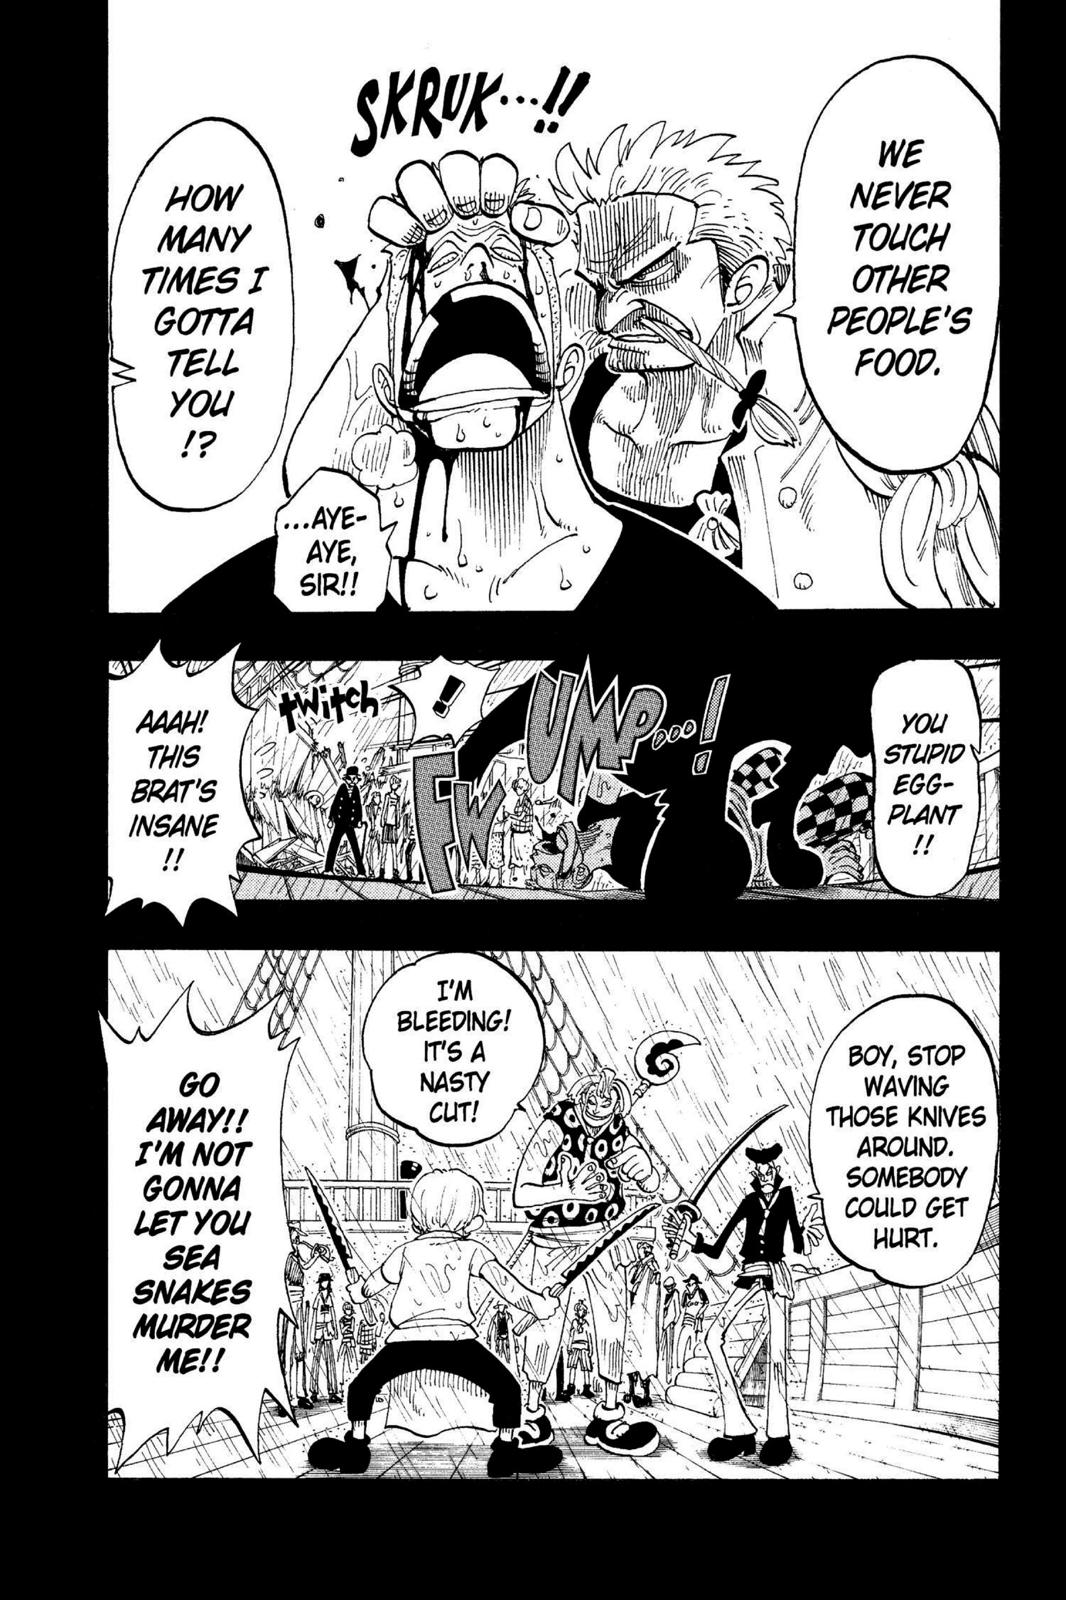 WE
NEVER
TOUCH
OTHER
PEOPLE'S
FOOD.
SKRUK...!!
HOW
MANY
TIMES I
GOTTA
TELL
YOU
!?
...AYE-
AYE,
SIR!!
YOU
STUPID
EGG-
PLANT
!!
FWUMP...!
!
twitch
AAAH!
THIS
BRAT'S
INSANE
!!
BOY, STOP
WAVING
THOSE KNIVES
AROUND.
SOMEBODY
COULD GET
HURT.
I'M
BLEEDING!
IT'S A
NASTY
CUT!
GO
AWAY!!
I'M NOT
GONNA
LET YOU
SEA
SNAKES
MURDER
ME!!